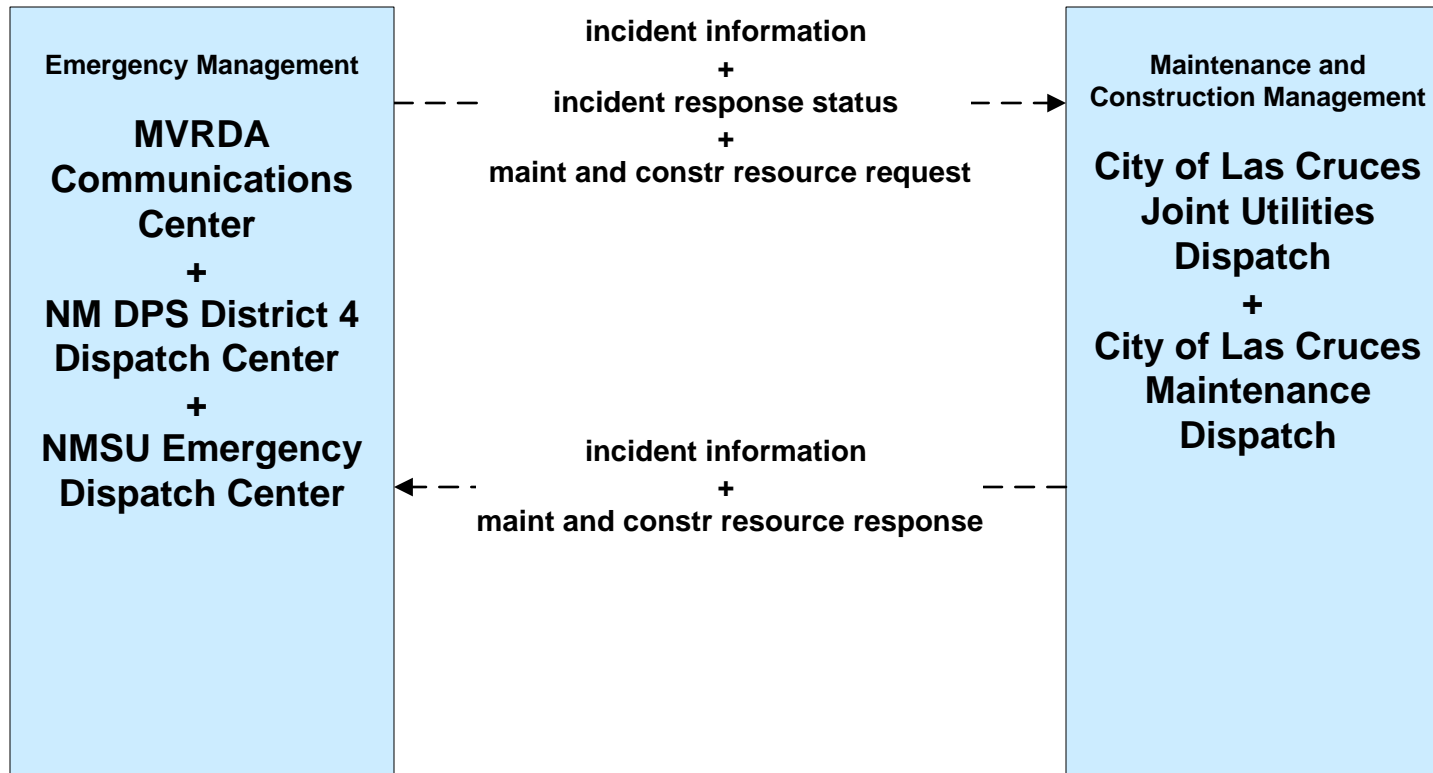 Emergency Management
MVRDA
Communications
Center
+
NM DPS District 4
Dispatch Center
+
NMSU Emergency
Dispatch Center
incident information
+
incident response status
+
maint and constr resource request
incident information
+
maint and constr resource response
Maintenance and
Construction Management
City of Las Cruces
Joint Utilities
Dispatch
+
City of Las Cruces
Maintenance
Dispatch